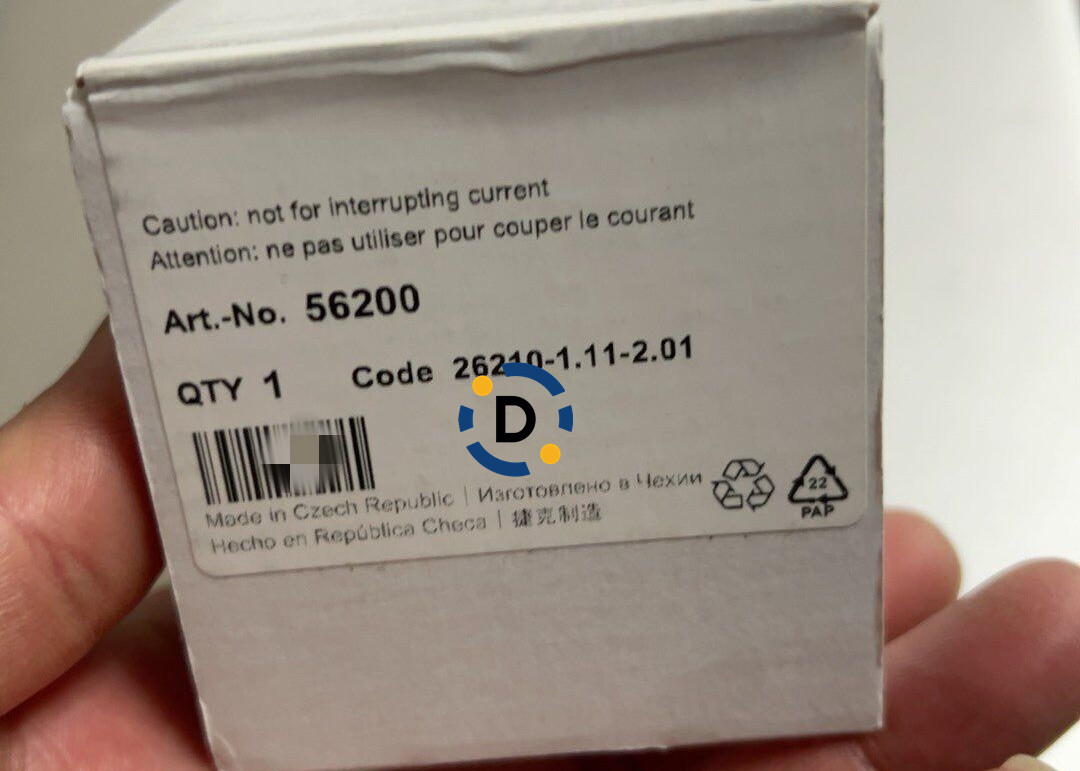 Caution: not for interrupting current
Attention: ne pas utiliser pour couper le courant
Art.-No. 56200
QTY 1 Code 26210-1.11-2.01
D
Made in Czech Republic | Изготовлено в Чехии
Hecho en República Checa | 捷克制造
22
PAP